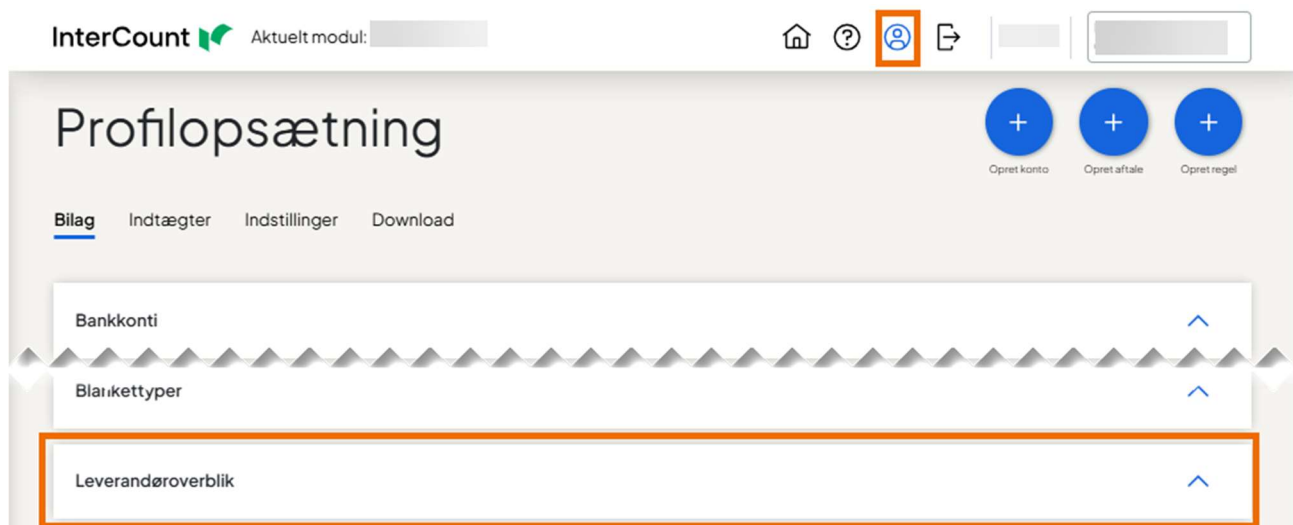 InterCount Aktuelt modul:
Profilopsætning
Opret konto Opret aftale Opret regel
Bilag Indtægter Indstillinger Download
Bankkonti
Blankettyper
Leverandøroverblik